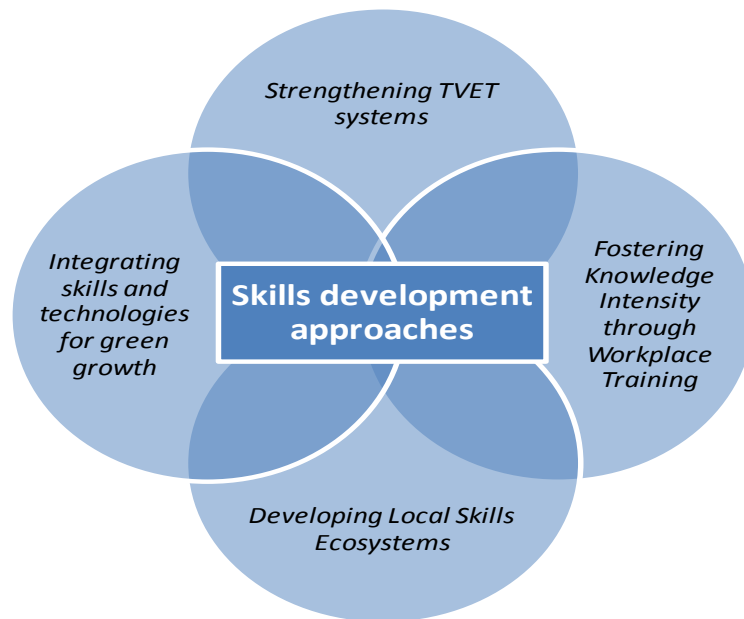 Strengthening TVET
systems
Integrating
skills and
technologies
for green
growth
Skills development
approaches
Fostering
Knowledge
Intensity
through
Workplace
Training
Developing Local Skills
Ecosystems